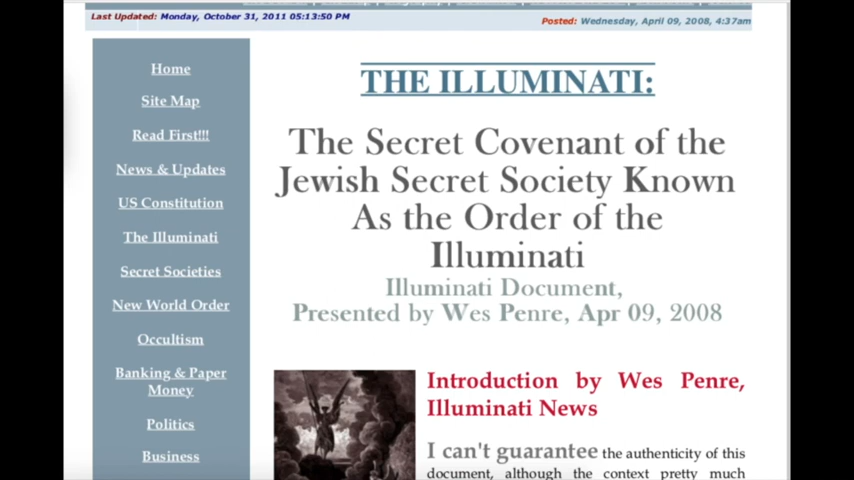 Last Updated: Monday, October 31, 2011 05:13:50 PM
Posted: Wednesday, April 09, 2008, 4:37am
Home
Site Map
Read First!!!
News & Updates
US Constitution
The Illuminati
Secret Societies
New World Order
Occultism
Banking & Paper
Money
Politics
Business
THE ILLUMINATI:
The Secret Covenant of the
Jewish Secret Society Known
As the Order of the
Illuminati
Illuminati Document,
Presented by Wes Penre, Apr 09, 2008
Introduction by Wes Penre,
Illuminati News
I can't guarantee the authenticity of this
document, although the context pretty much